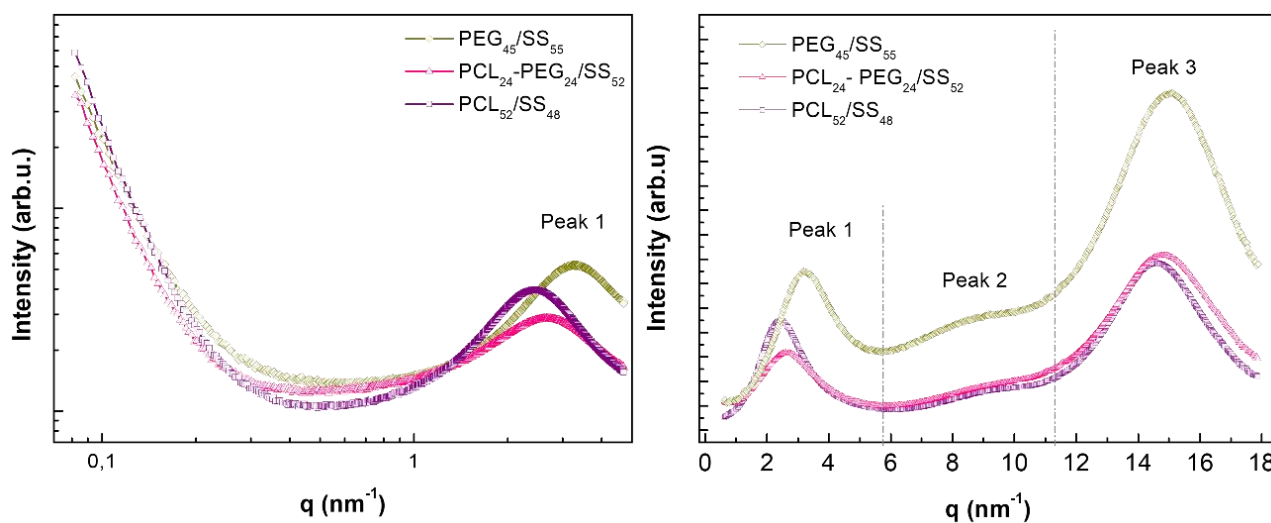 PEG45/SS55
PCL24-PEG24/SS52
PCL52/SS48
Peak 1
Intensity (arb.u.)
0,1
1
q (nm-1)
PEG45/SS55
PCL24- PEG24/SS52
PCL52/SS48
Peak 3
Peak 1
Peak 2
Intensity (arb.u)
0 2 4 6 8 10 12 14 16 18
q (nm-1)